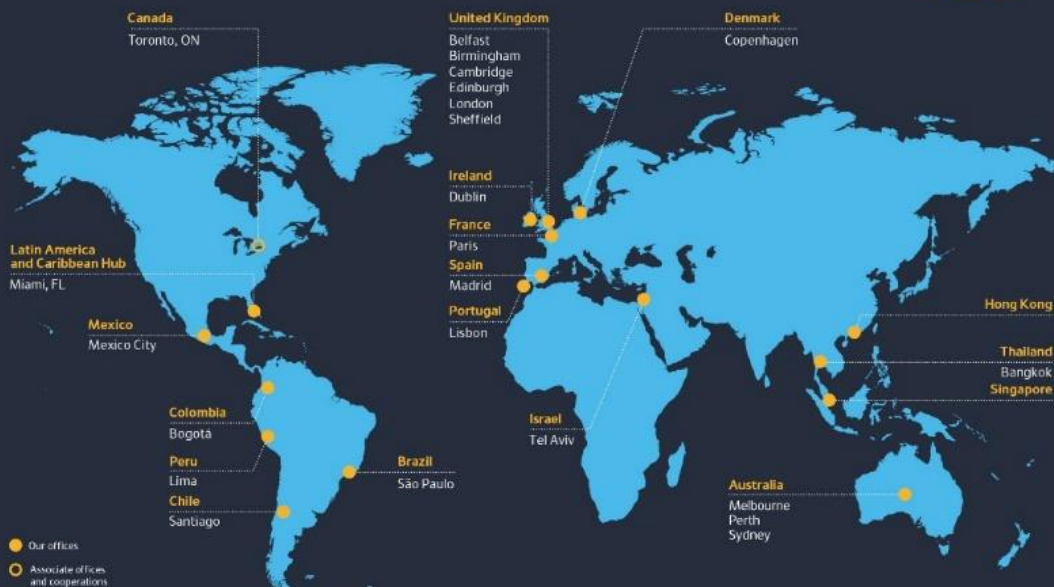 Canada
Toronto, ON
United Kingdom
Belfast
Birmingham
Cambridge
Edinburgh
London
Sheffield
Denmark
Copenhagen
Ireland
Dublin
France
Paris
Spain
Madrid
Portugal
Lisbon
Latin America
and Caribbean Hub
Miami, FL
Mexico
Mexico City
Colombia
Bogotá
Peru
Lima
Chile
Santiago
Brazil
São Paulo
Israel
Tel Aviv
Hong Kong
Thailand
Bangkok
Singapore
Australia
Melbourne
Perth
Sydney
Our offices
Associate offices
and cooperations